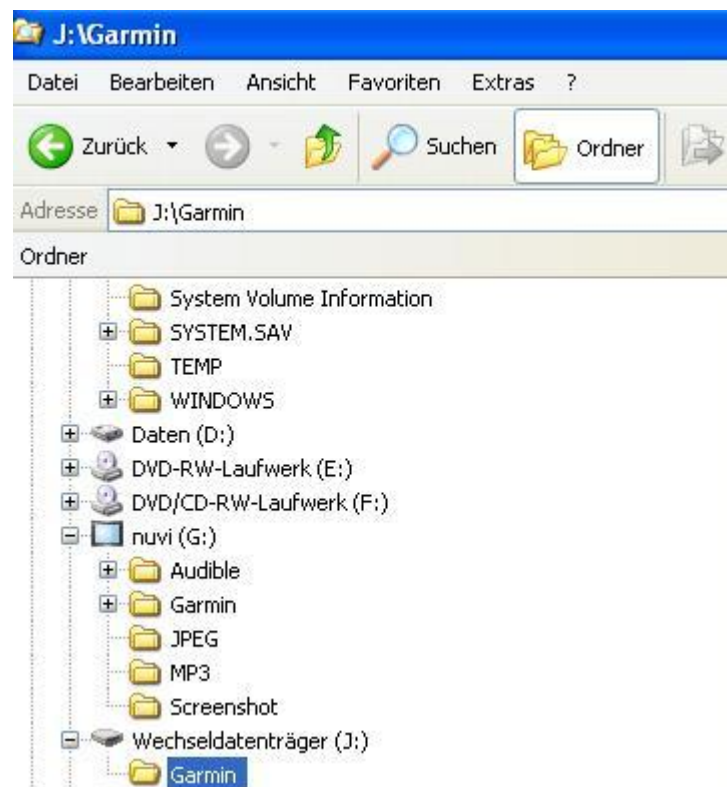 J:\Garmin
Datei Bearbeiten Ansicht Favoriten Extras ?
Zurück Suchen Ordner
Adresse J:\Garmin
Ordner
System Volume Information
SYSTEM.SAV
TEMP
WINDOWS
Daten (D:)
DVD-RW-Laufwerk (E:)
DVD/CD-RW-Laufwerk (F:)
nuvi (G:)
Audible
Garmin
JPEG
MP3
Screenshot
Wechseldatenträger (J:)
Garmin